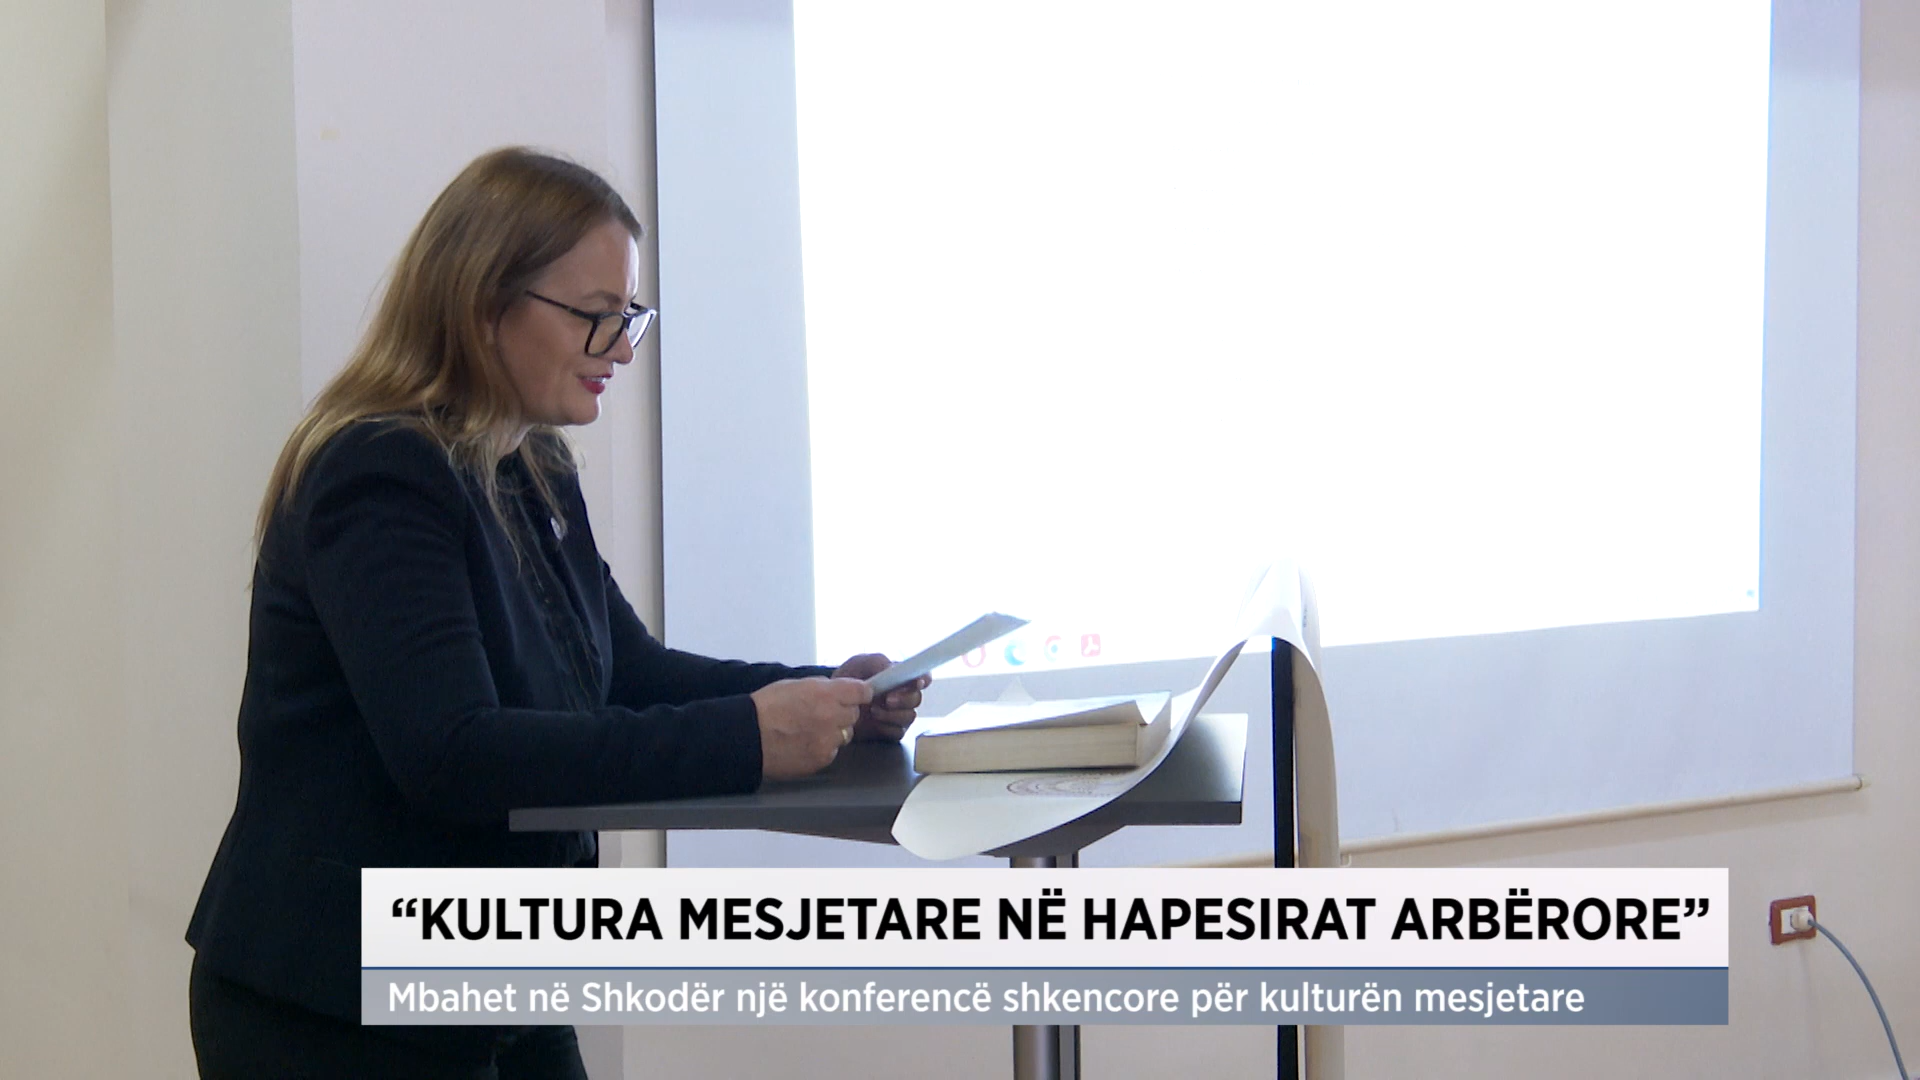 “KULTURA MESJETARE NË HAPESIRAT ARBËRORE”
Mbahet në Shkodër një konferencë shkencore për kulturën mesjetare